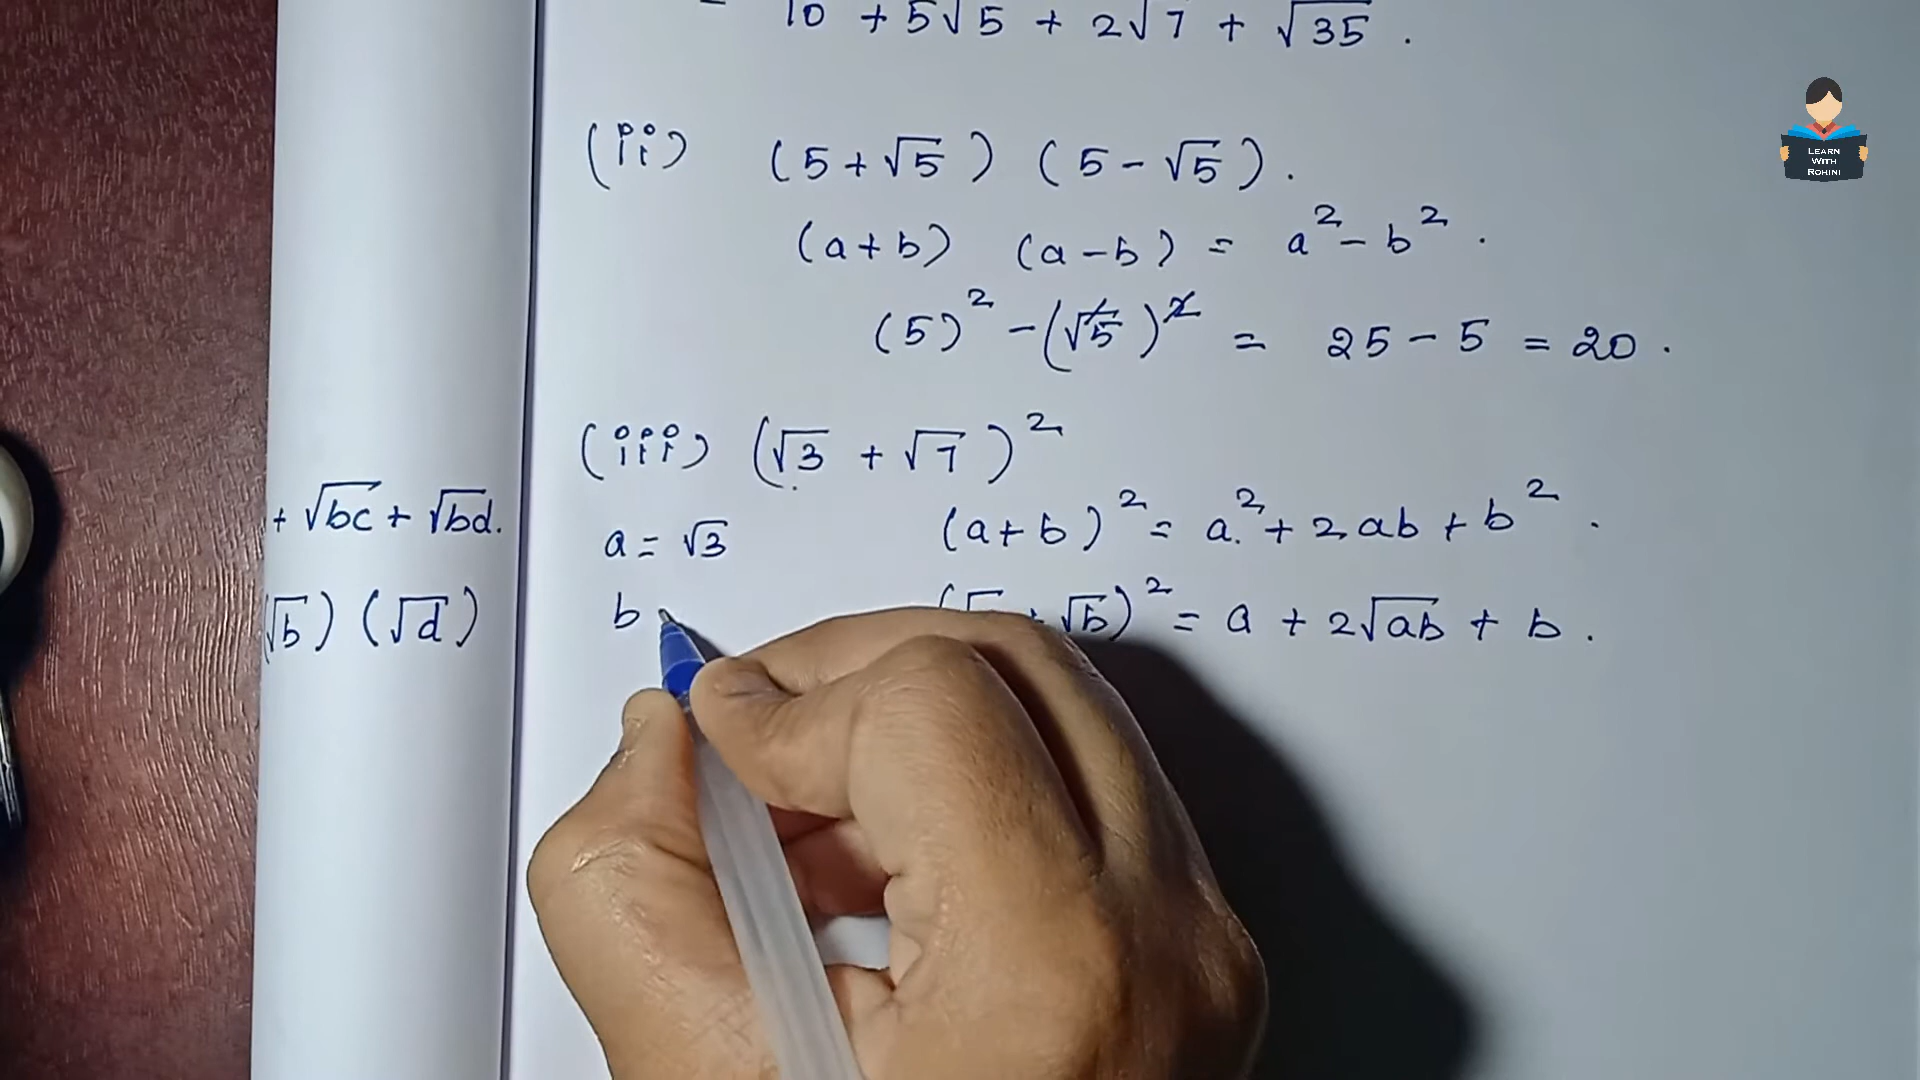 = 10 + 5√5 + 2√7 + √35 .
(ii) (5 + √5 ) ( 5 - √5 ) .
(a + b) (a - b) = a² - b² .
(5)² - (√5 )² = 25 - 5 = 20 .
(iii) (√3 + √7 )²
+ √bc + √bd.
a = √3
(a + b )² = a² + 2ab + b² .
√b ) ( √d )
b
+ √b )² = a + 2√ab + b .
LEARN
WITH
ROHINI